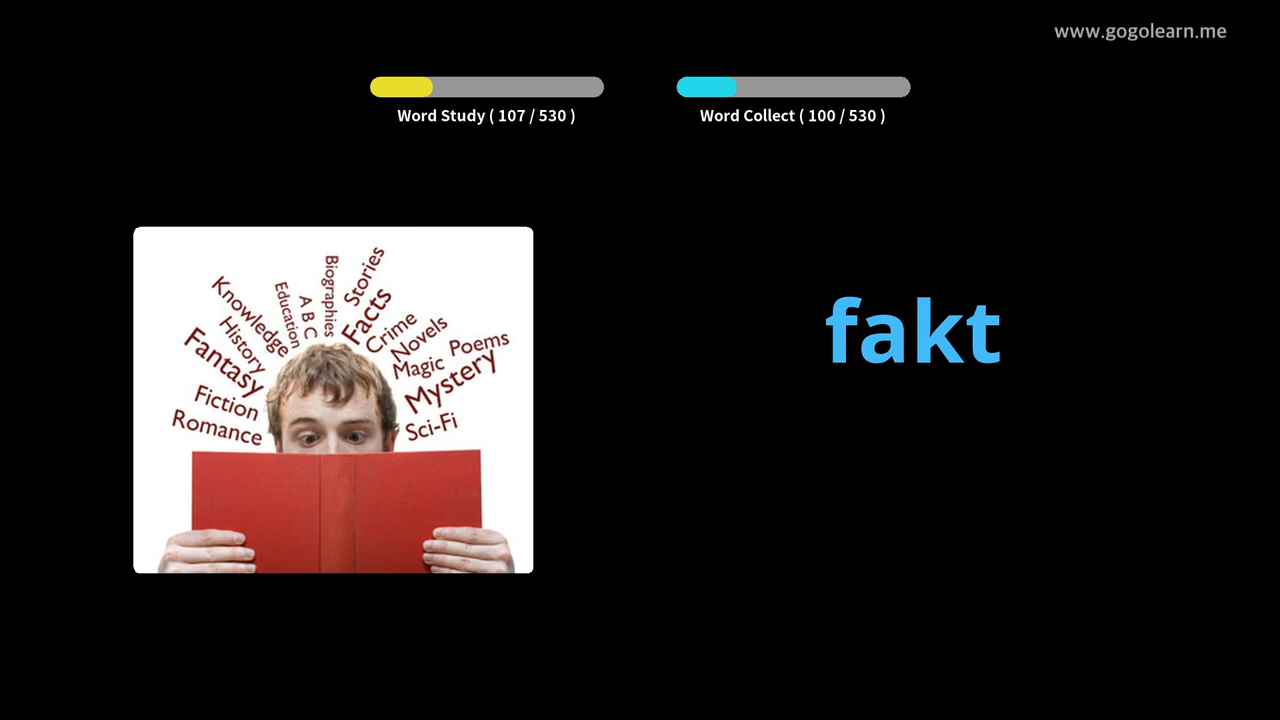 www.gogolearn.me
Word Study ( 107 / 530 )
Word Collect ( 100 / 530 )
Romance
Fiction
Fantasy
History
Knowledge
Education
A B C
Biographies
Stories
Facts
Crime
Novels
Magic
Poems
Mystery
Sci-Fi
fakt